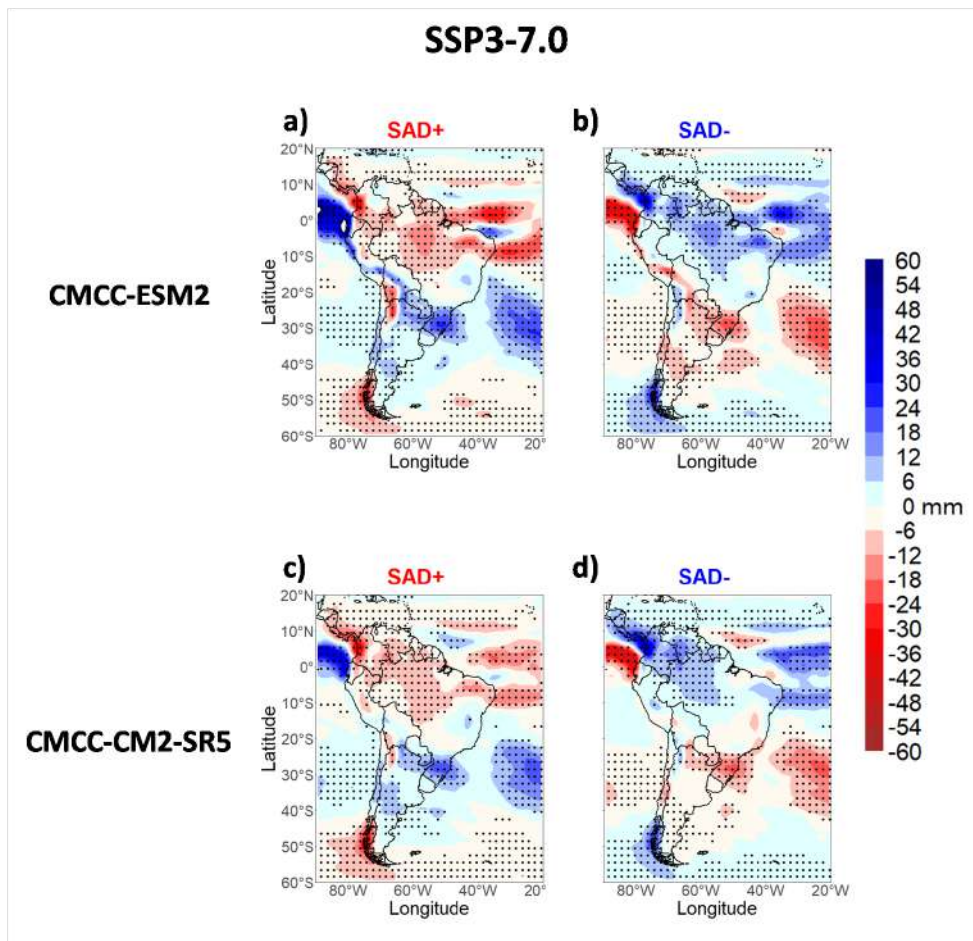 SSP3-7.0
a)
SAD+
b)
SAD-
CMCC-ESM2
Latitude
20°N
10°N
0°
10°S
20°S
30°S
40°S
50°S
60°S
80°W 60°W 40°W 20°
Longitude
80°W 60°W 40°W 20°W
Longitude
60
54
48
42
36
30
24
18
12
6
0 mm
-6
-12
-18
-24
-30
-36
-42
-48
-54
-60
c)
SAD+
d)
SAD-
CMCC-CM2-SR5
Latitude
20°N
10°N
0°
10°S
20°S
30°S
40°S
50°S
60°S
80°W 60°W 40°W 20°
Longitude
80°W 60°W 40°W 20°W
Longitude